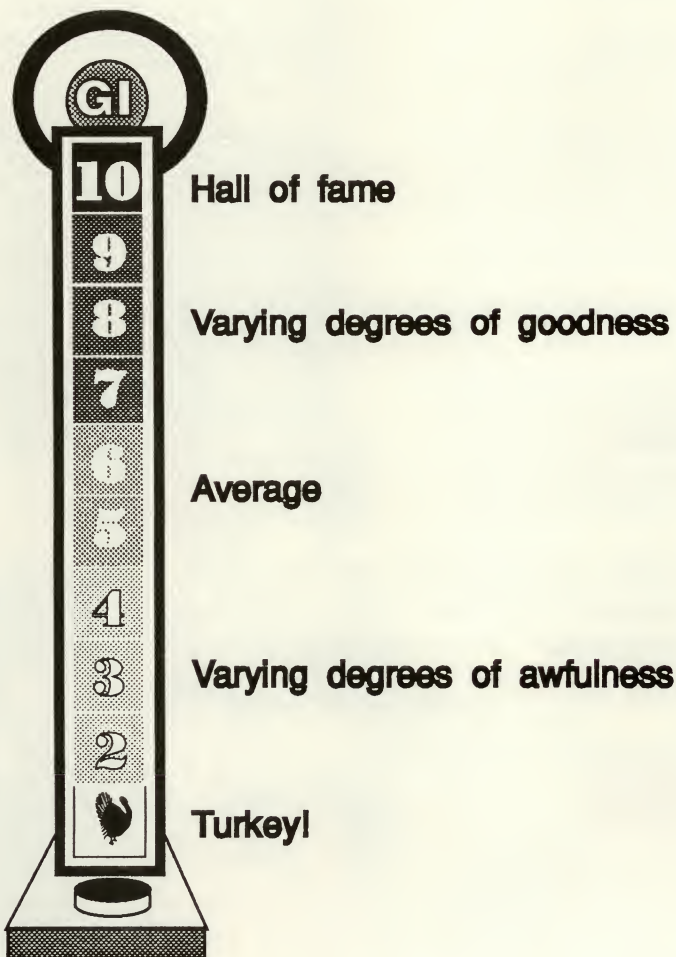 GI
10 Hall of fame
9
8 Varying degrees of goodness
7
6
Average
5
4
3 Varying degrees of awfulness
2
Turkey!